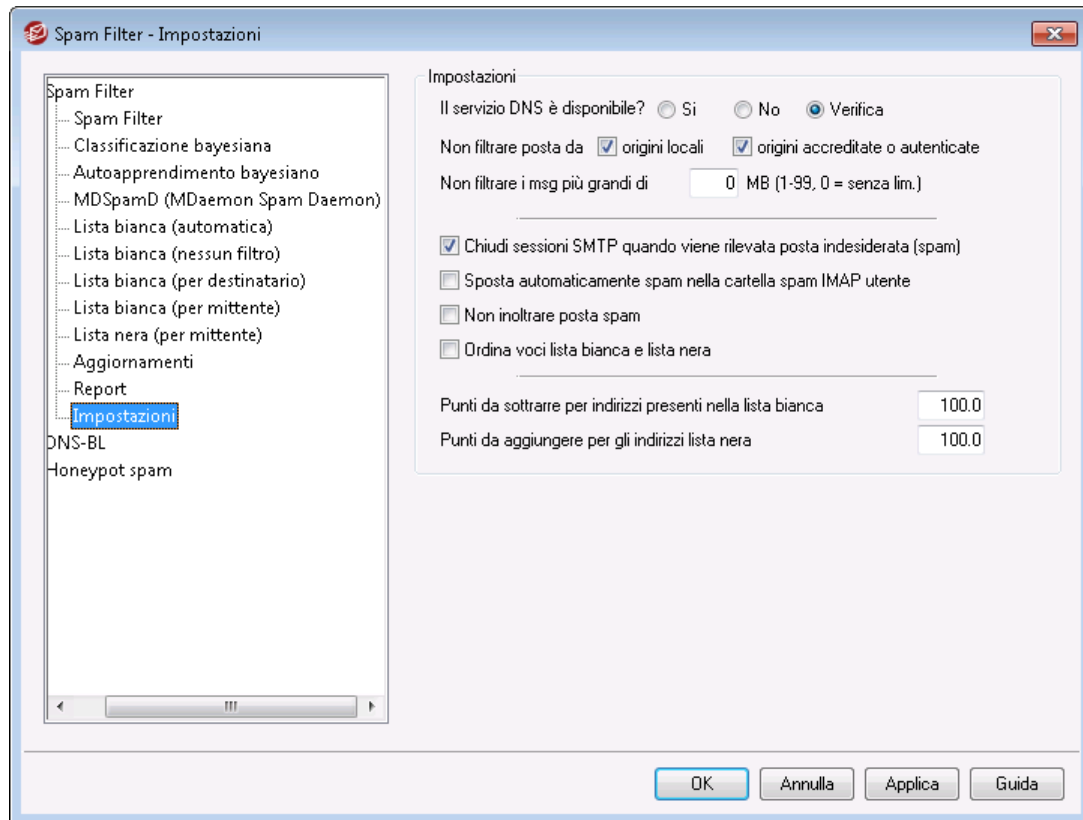 Spam Filter - Impostazioni
Spam Filter
Spam Filter
Classificazione bayesiana
Autoapprendimento bayesiano
MDSpamD (MDaemon Spam Daemon)
Lista bianca (automatica)
Lista bianca (nessun filtro)
Lista bianca (per destinatario)
Lista bianca (per mittente)
Lista nera (per mittente)
Aggiornamenti
Report
Impostazioni
DNS-BL
Honeypot spam
Impostazioni
Il servizio DNS è disponibile? Si No Verifica
Non filtrare posta da origini locali origini accreditate o autenticate
Non filtrare i msg più grandi di 0 MB (1-99, 0 = senza lim.)
Chiudi sessioni SMTP quando viene rilevata posta indesiderata (spam)
Sposta automaticamente spam nella cartella spam IMAP utente
Non inoltrare posta spam
Ordina voci lista bianca e lista nera
Punti da sottrarre per indirizzi presenti nella lista bianca 100.0
Punti da aggiungere per gli indirizzi lista nera 100.0
OK Annulla Applica Guida